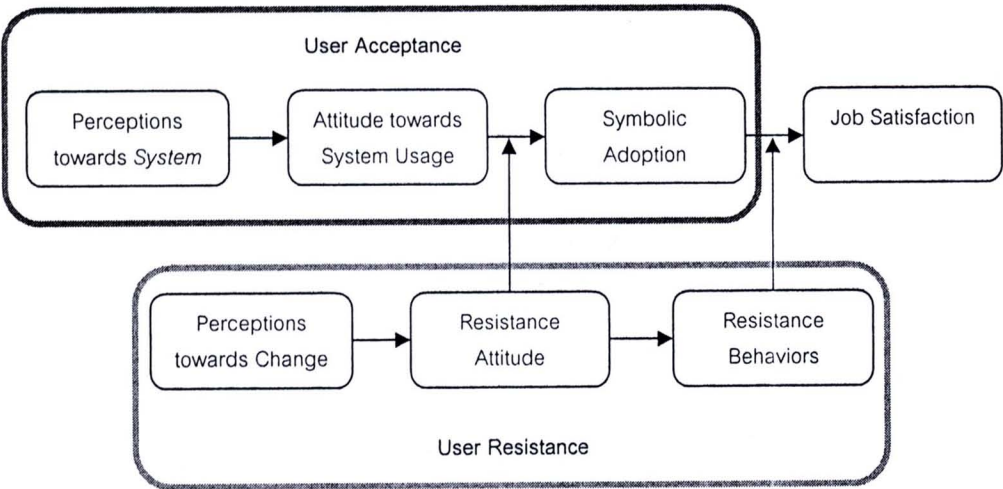 User Acceptance
Perceptions
towards System
Attitude towards
System Usage
Symbolic
Adoption
Job Satisfaction
Perceptions
towards Change
Resistance
Attitude
Resistance
Behaviors
User Resistance